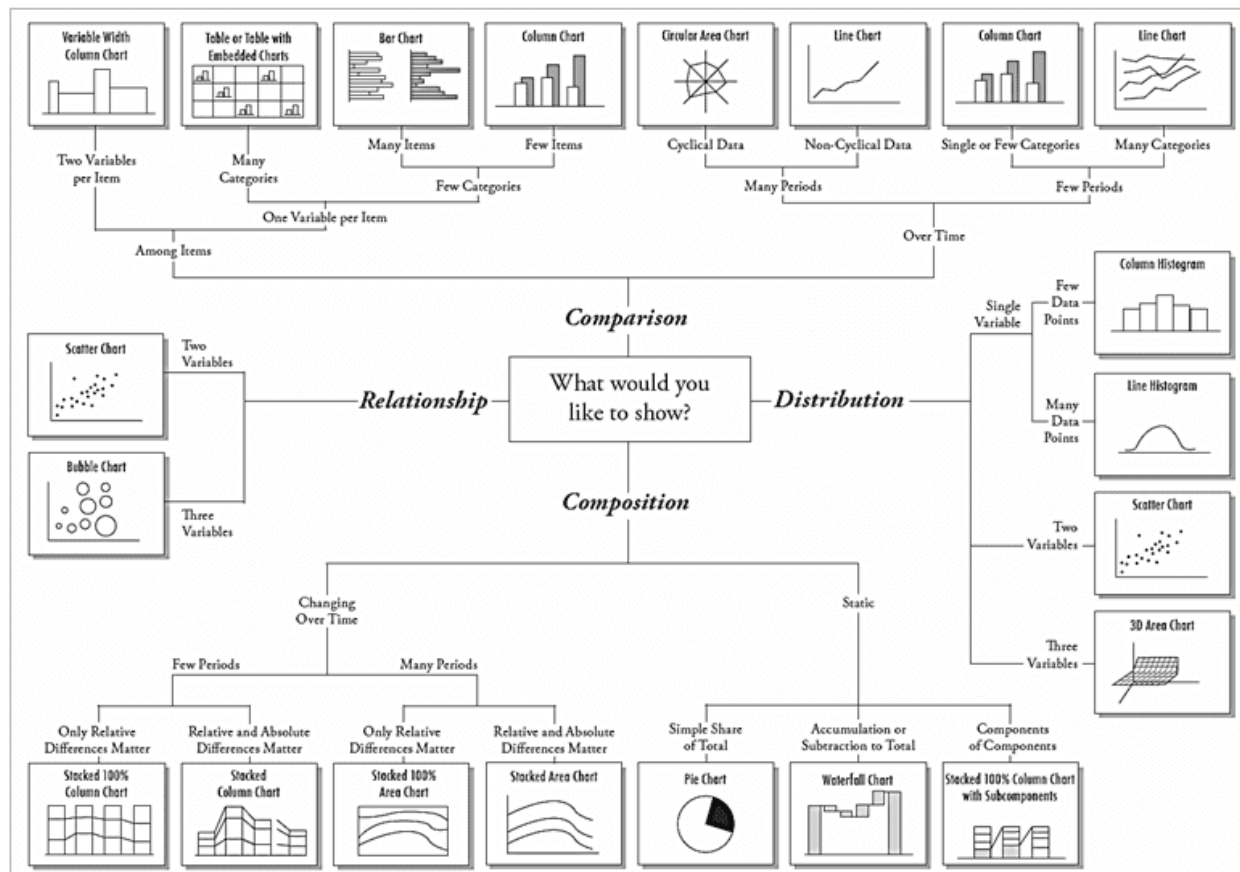 Variable Width
Column Chart
Table or Table with
Embedded Charts
Bar Chart
Column Chart
Circular Area Chart
Line Chart
Column Chart
Line Chart
Two Variables
per Item
Many
Categories
Many Items
Few Items
Cyclical Data
Non-Cyclical Data
Single or Few Categories
Many Categories
Few Categories
Many Periods
Few Periods
One Variable per Item
Among Items
Over Time
Comparison
What would you
like to show?
Relationship
Two
Variables
Scatter Chart
Bubble Chart
Three
Variables
Distribution
Single
Variable
Few
Data
Points
Column Histogram
Many
Data
Points
Line Histogram
Two
Variables
Scatter Chart
Three
Variables
3D Area Chart
Composition
Changing
Over Time
Static
Few Periods
Many Periods
Only Relative
Differences Matter
Relative and Absolute
Differences Matter
Only Relative
Differences Matter
Relative and Absolute
Differences Matter
Simple Share
of Total
Accumulation or
Subtraction to Total
Components
of Components
Stacked 100%
Column Chart
Stacked
Column Chart
Stacked 100%
Area Chart
Stacked Area Chart
Pie Chart
Waterfall Chart
Stacked 100% Column Chart
with Subcomponents